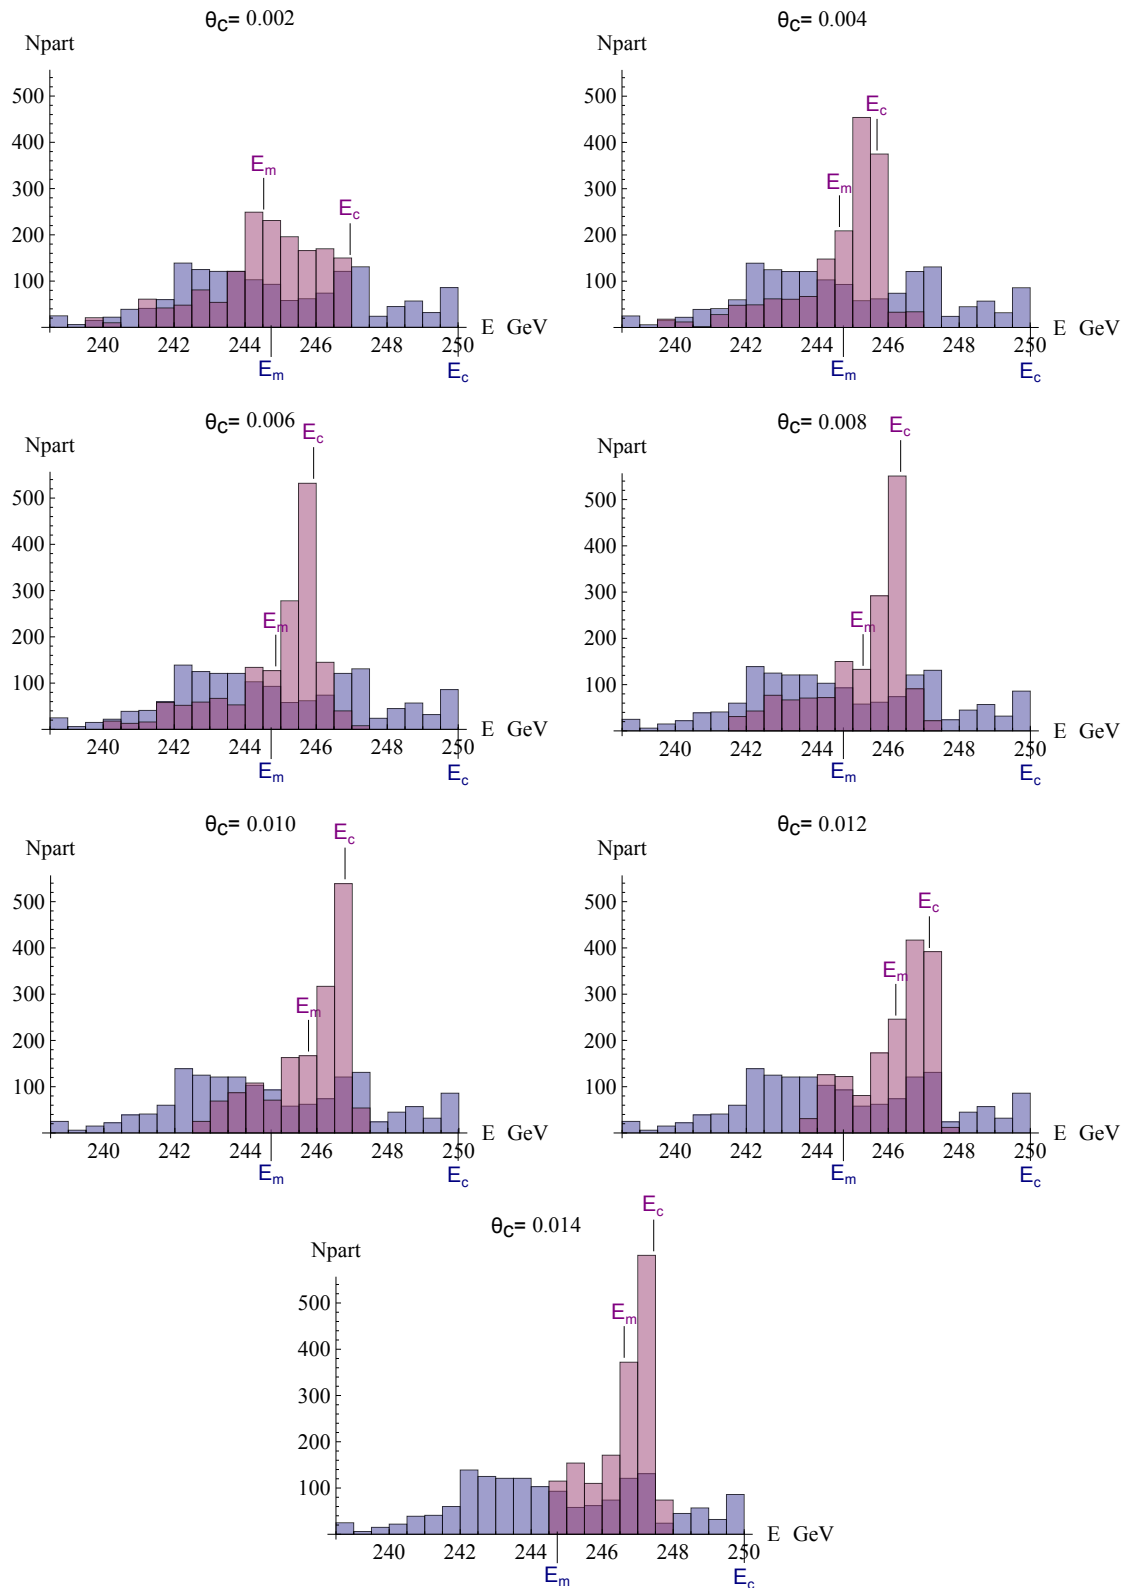 θc= 0.002
Npart
500
400
300
200
100
Em
Ec
240 242 244 246 248 250
E GeV
Em
Ec
θc= 0.004
Npart
500
400
300
200
100
Em
Ec
240 242 244 246 248 250
E GeV
Em
Ec
θc= 0.006
Npart
500
400
300
200
100
Em
Ec
240 242 244 246 248 250
E GeV
Em
Ec
θc= 0.008
Npart
500
400
300
200
100
Em
Ec
240 242 244 246 248 250
E GeV
Em
Ec
θc= 0.010
Npart
500
400
300
200
100
Em
Ec
240 242 244 246 248 250
E GeV
Em
Ec
θc= 0.012
Npart
500
400
300
200
100
Em
Ec
240 242 244 246 248 250
E GeV
Em
Ec
θc= 0.014
Npart
500
400
300
200
100
Em
Ec
240 242 244 246 248 250
E GeV
Em
Ec